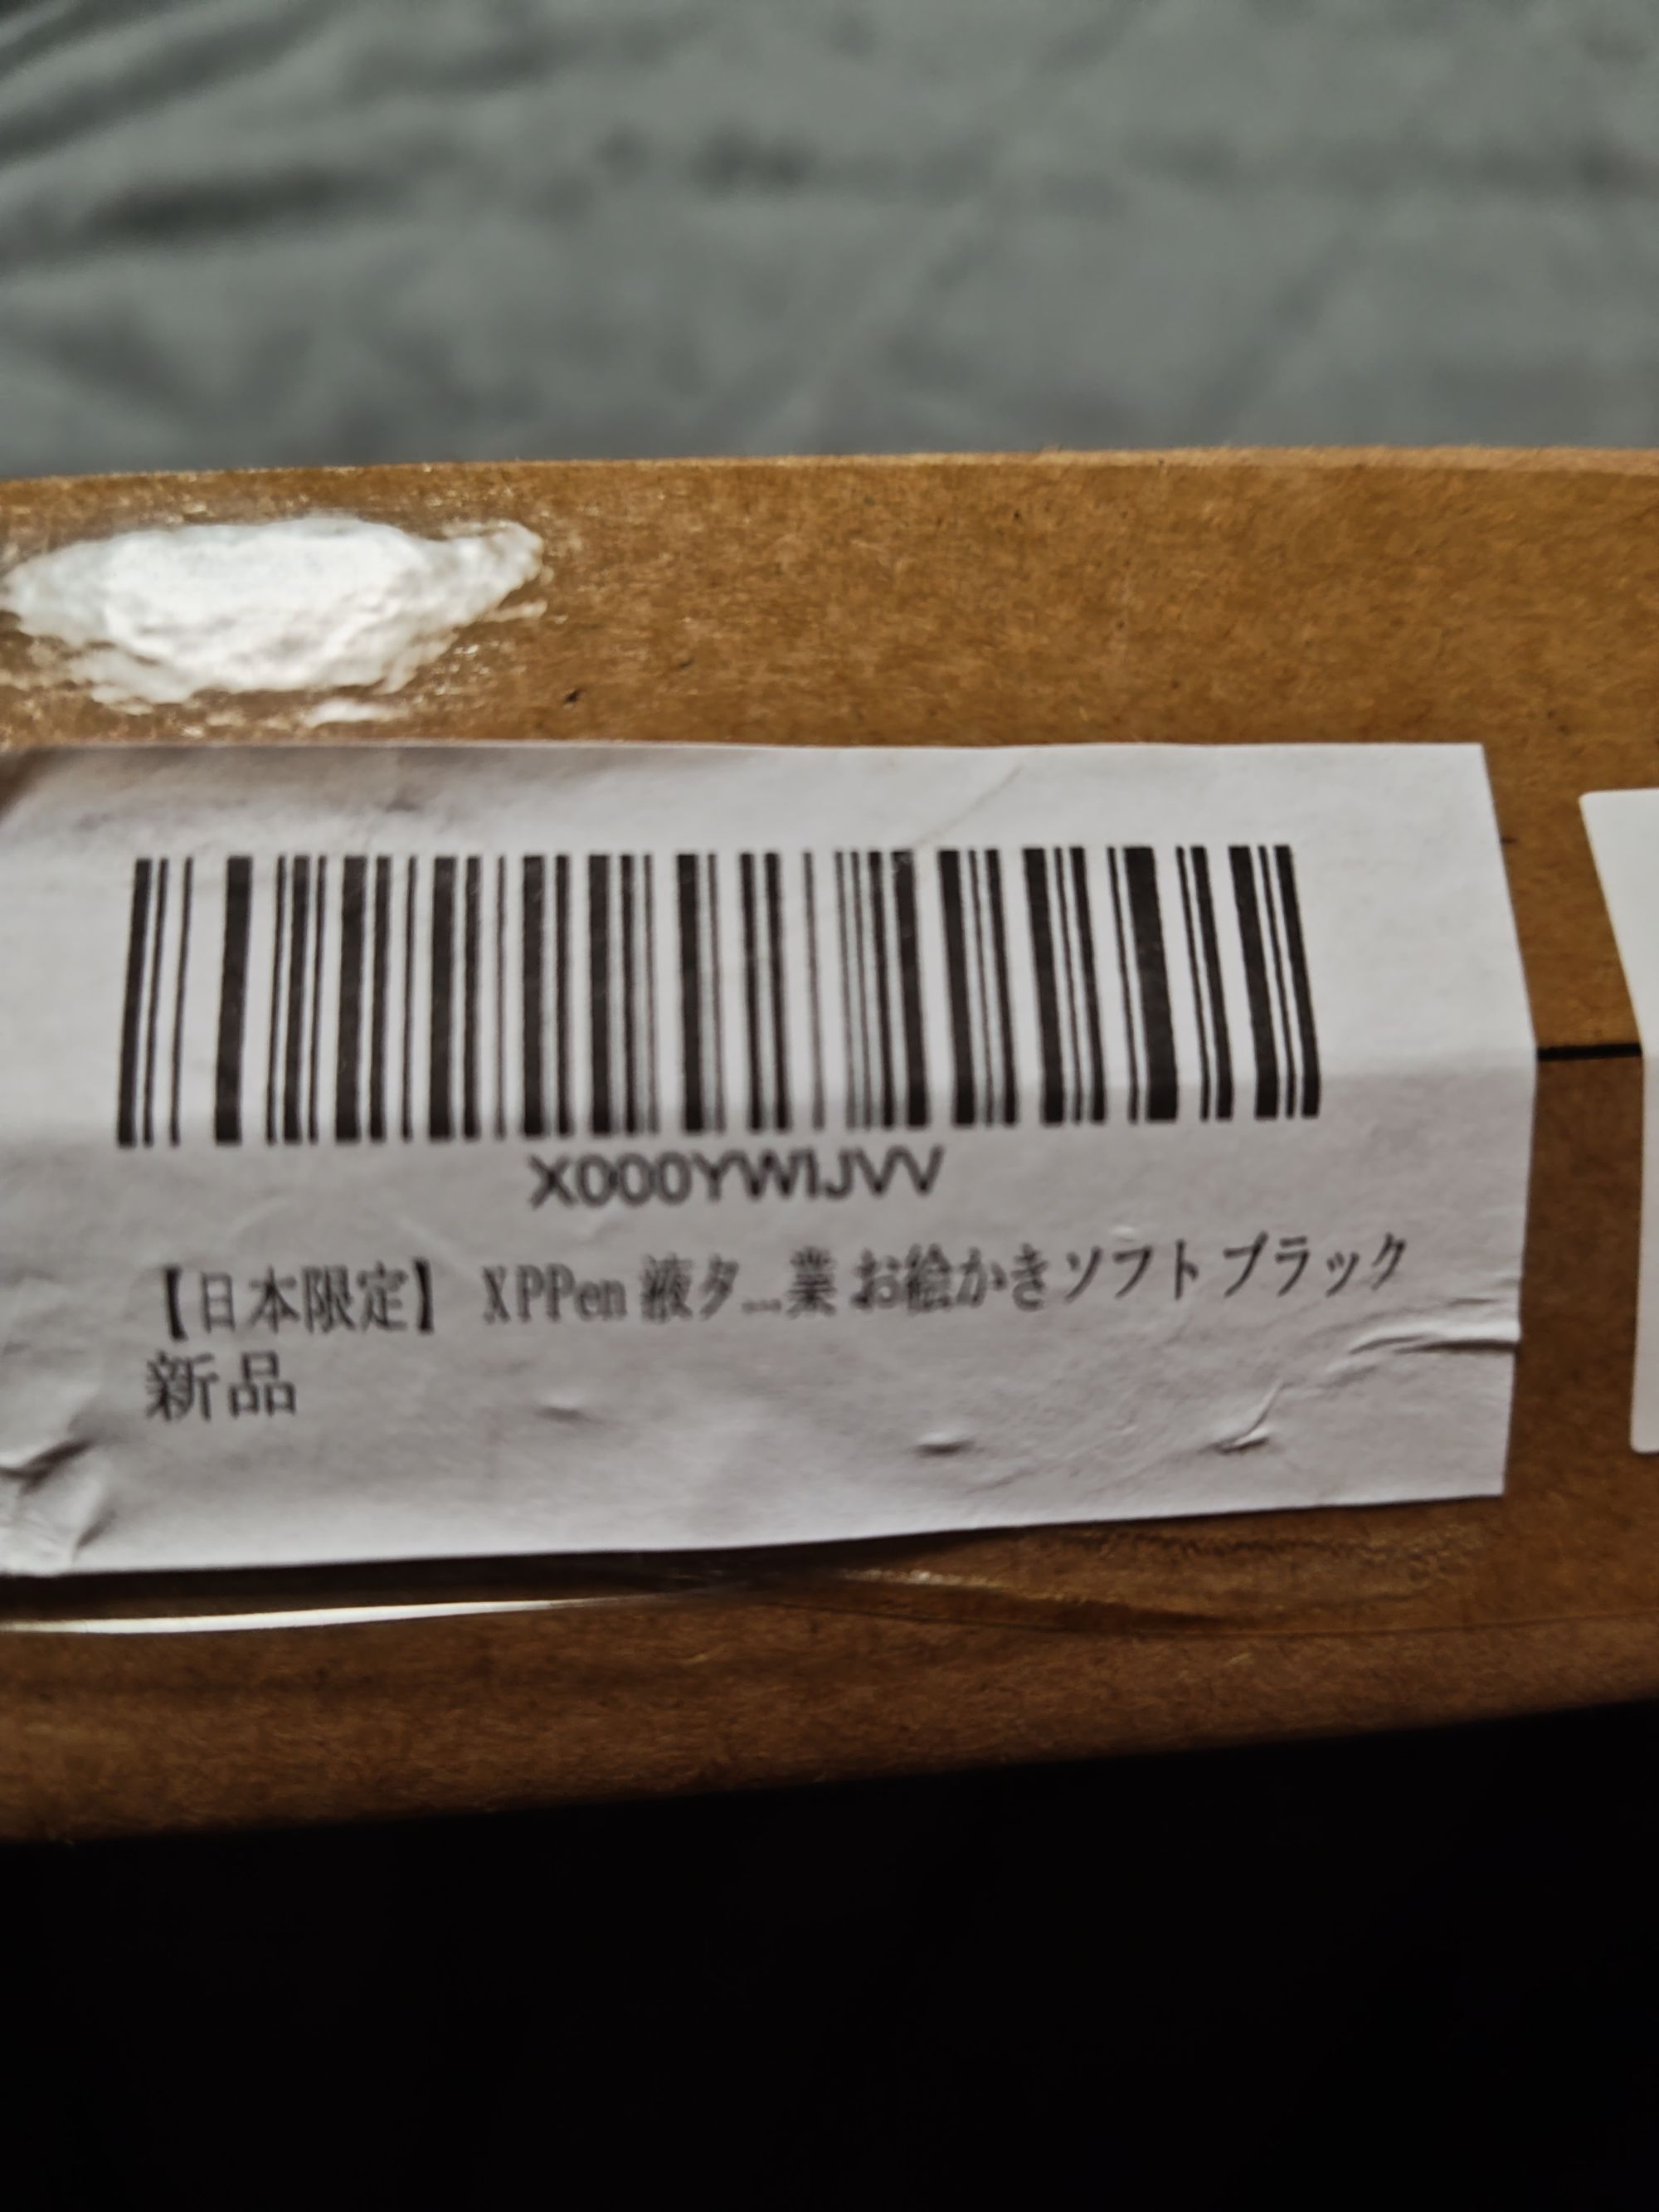 X000YWIJVV
【日本限定】 XPPen 液タ...業 お絵かきソフト ブラック
新品